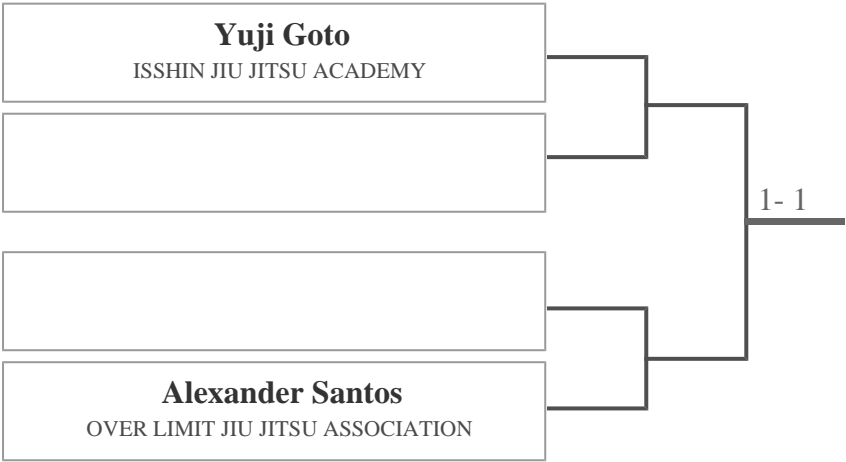 Yuji Goto
ISSHIN JIU JITSU ACADEMY
1- 1
Alexander Santos
OVER LIMIT JIU JITSU ASSOCIATION